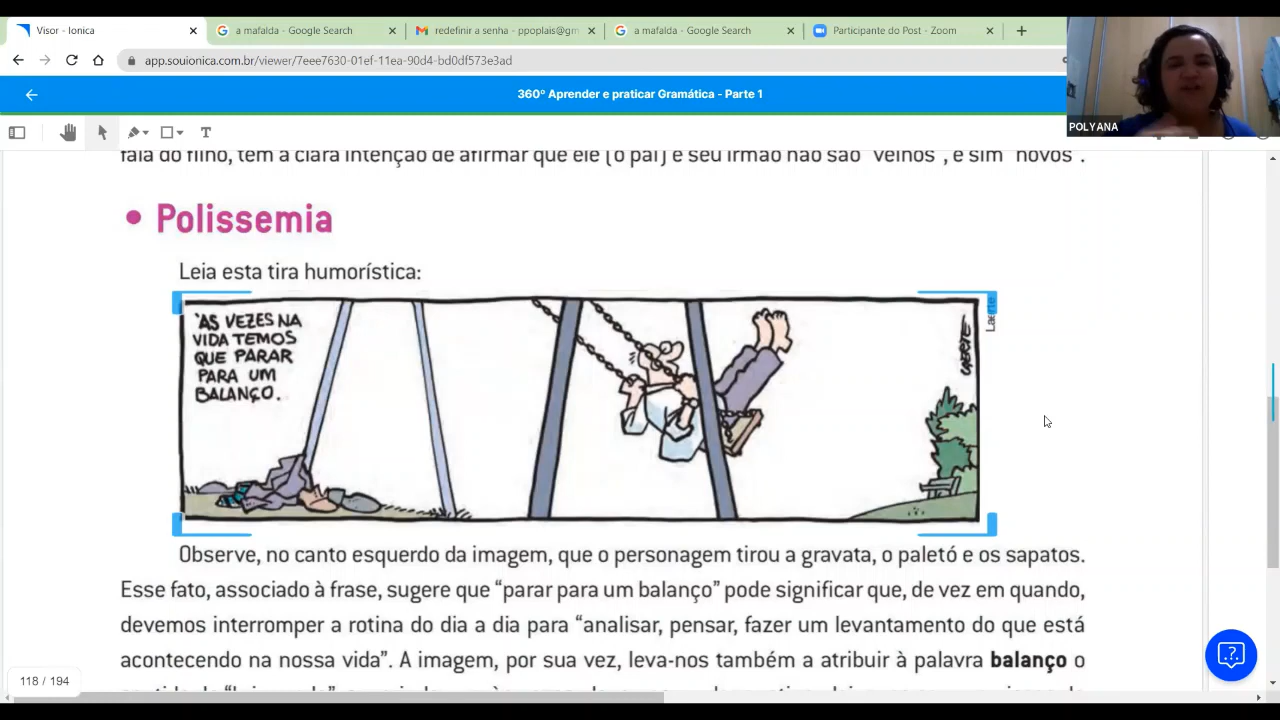 Visor - Ionica
a mafalda - Google Search
redefinir a senha - ppoplais@gm
a mafalda - Google Search
Participante do Post - Zoom
app.souionica.com.br/viewer/7eee7630-01ef-11ea-90d4-bd0df573e3ad
360º Aprender e praticar Gramática - Parte 1
POLYANA
T
fala do filho, tem a clara intenção de afirmar que ele (o pai) e seu irmão não são "velhos", e sim "novos".
• Polissemia
Leia esta tira humorística:
ÀS VEZES NA
VIDA TEMOS
QUE PARAR
PARA UM
BALANÇO.
LAERTE
Lae
Observe, no canto esquerdo da imagem, que o personagem tirou a gravata, o paletó e os sapatos.
Esse fato, associado à frase, sugere que "parar para um balanço" pode significar que, de vez em quando,
devemos interromper a rotina do dia a dia para "analisar, pensar, fazer um levantamento do que está
acontecendo na nossa vida". A imagem, por sua vez, leva-nos também a atribuir à palavra balanço o
118 / 194